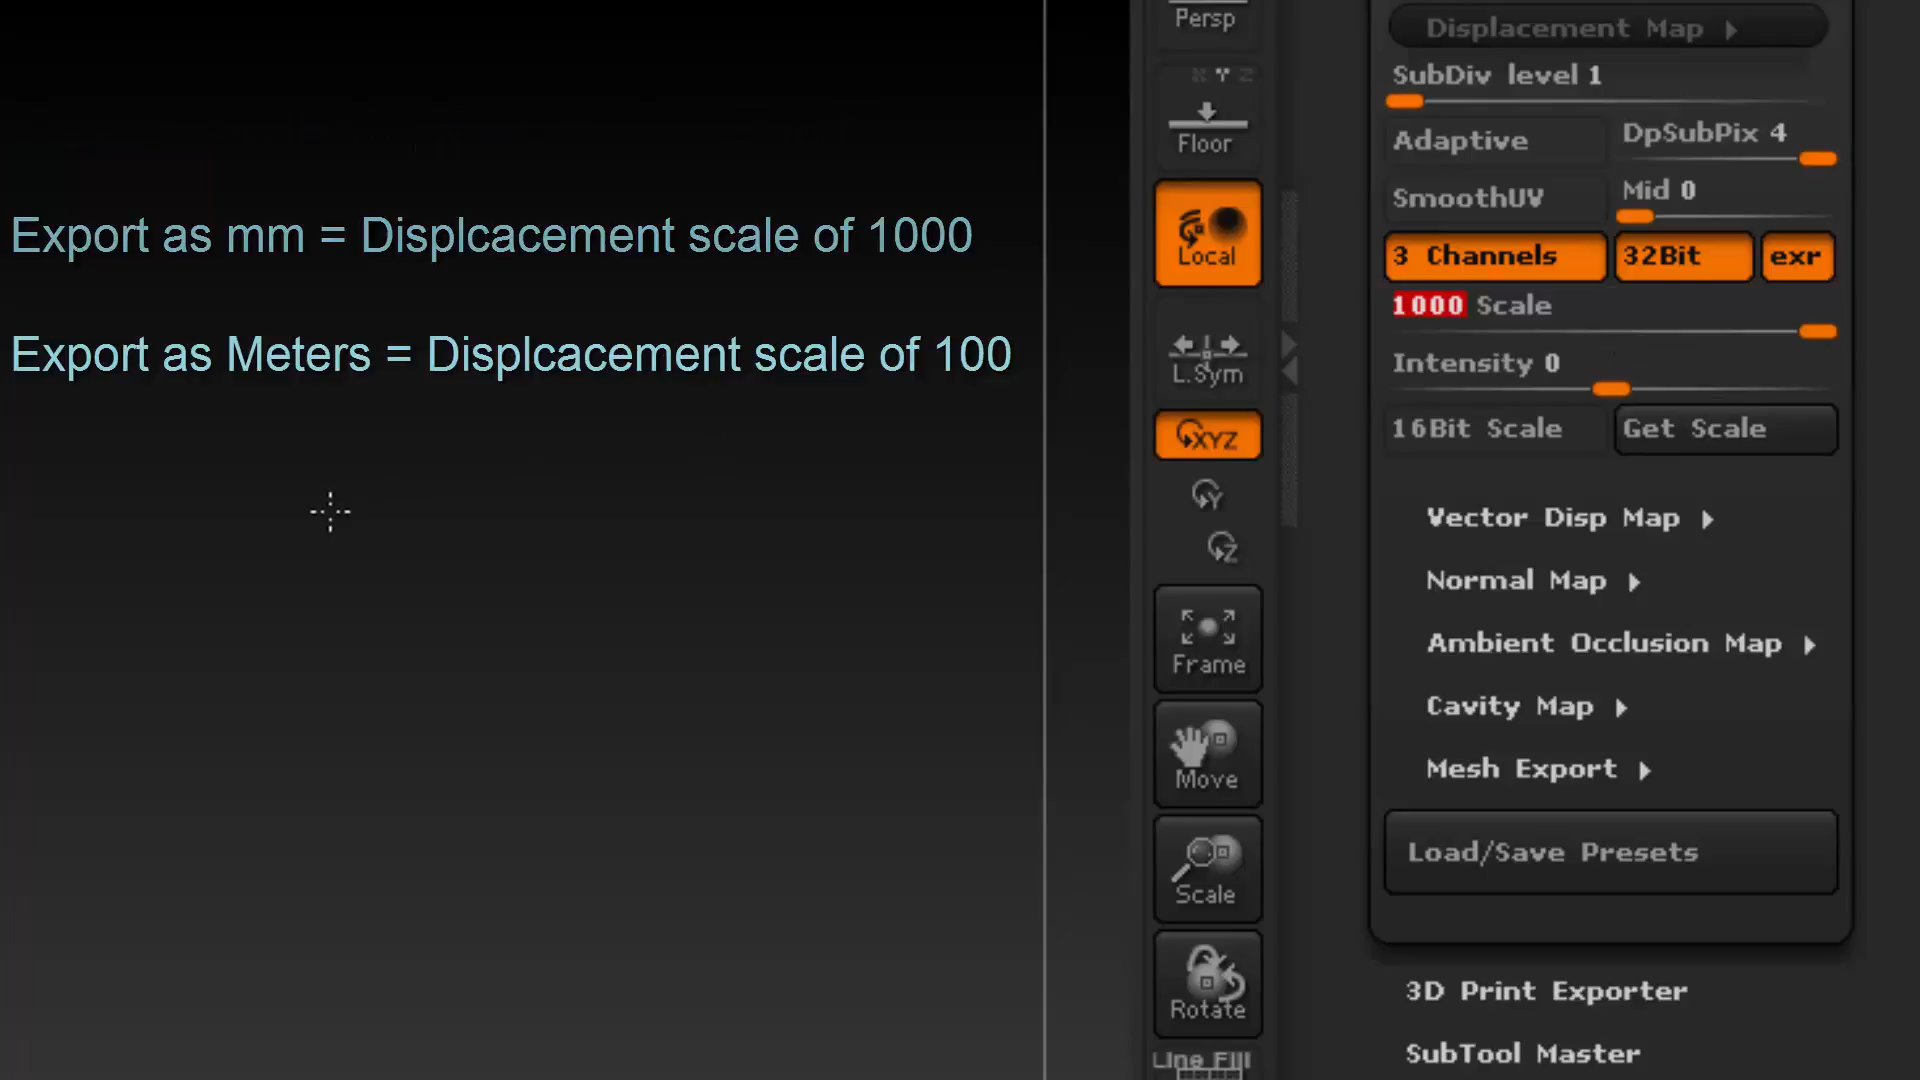 Export as mm = Displcacement scale of 1000
Export as Meters = Displcacement scale of 100
Persp
Floor
Local
L.Sym
XYZ
Y
Z
Frame
Move
Scale
Rotate
Line Fill
Displacement Map
SubDiv level 1
Adaptive DpSubPix 4
SmoothUV Mid 0
3 Channels 32Bit exr
1000 Scale
Intensity 0
16Bit Scale Get Scale
Vector Disp Map
Normal Map
Ambient Occlusion Map
Cavity Map
Mesh Export
Load/Save Presets
3D Print Exporter
SubTool Master